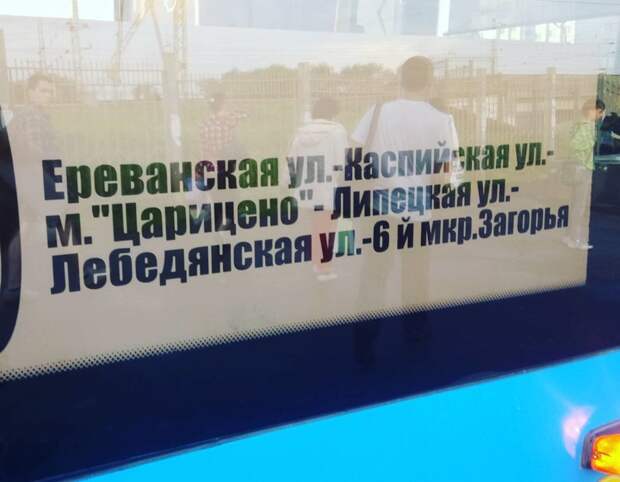 Ереванская ул.-Каспийская ул.-
м."Царицено"- Липецкая ул.-
Лебедянская ул.-6 й мкр.Загорья